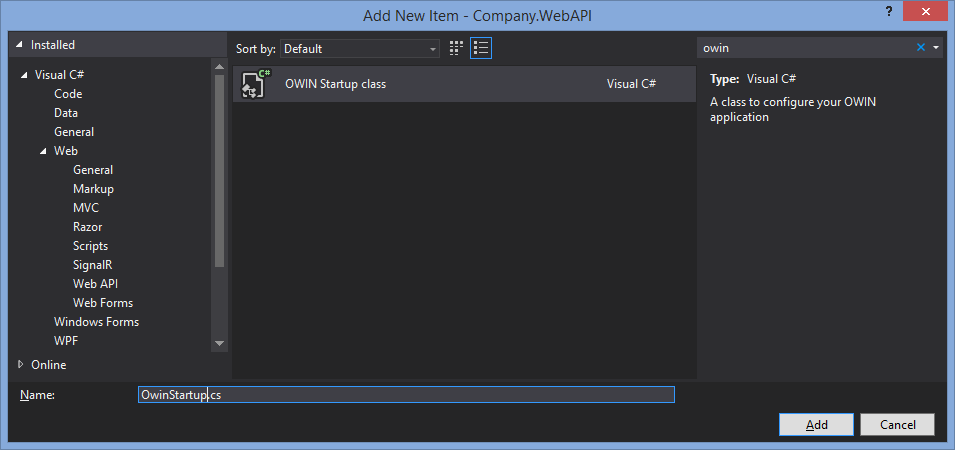 Add New Item - Company.WebAPI
?
Installed
Sort by: Default
owin
Visual C#
Code
Data
General
Web
General
Markup
MVC
Razor
Scripts
SignalR
Web API
Web Forms
Windows Forms
WPF
Online
C#
OWIN Startup class Visual C#
Type: Visual C#
A class to configure your OWIN
application
Name: OwinStartup.cs
Add Cancel